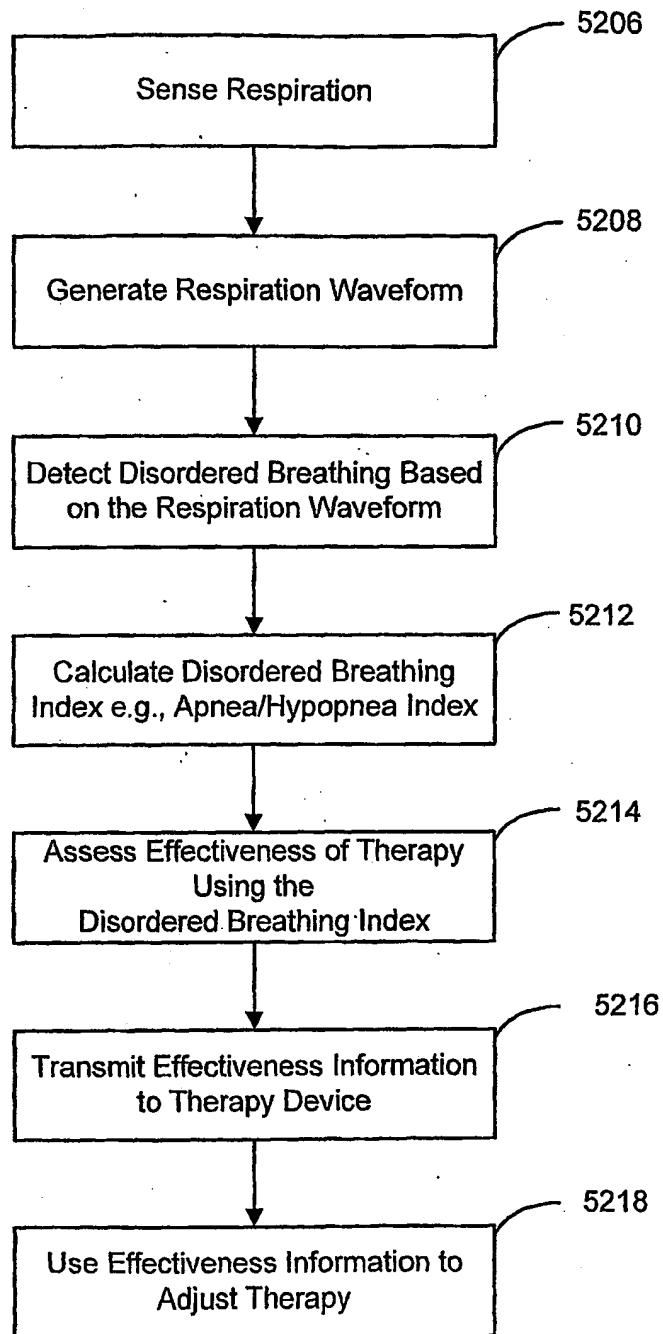 5206
Sense Respiration
5208
Generate Respiration Waveform
5210
Detect Disordered Breathing Based
on the Respiration Waveform
5212
Calculate Disordered Breathing
Index e.g., Apnea/Hypopnea Index
5214
Assess Effectiveness of Therapy
Using the
Disordered Breathing Index
5216
Transmit Effectiveness Information
to Therapy Device
5218
Use Effectiveness Information to
Adjust Therapy